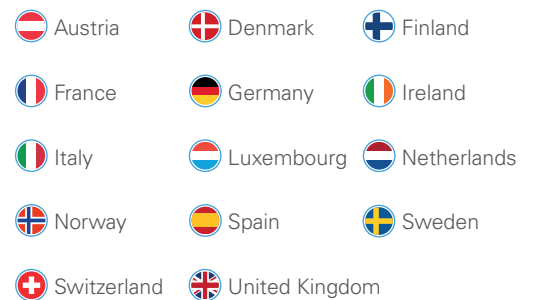 Austria Denmark Finland
France Germany Ireland
Italy Luxembourg Netherlands
Norway Spain Sweden
Switzerland United Kingdom